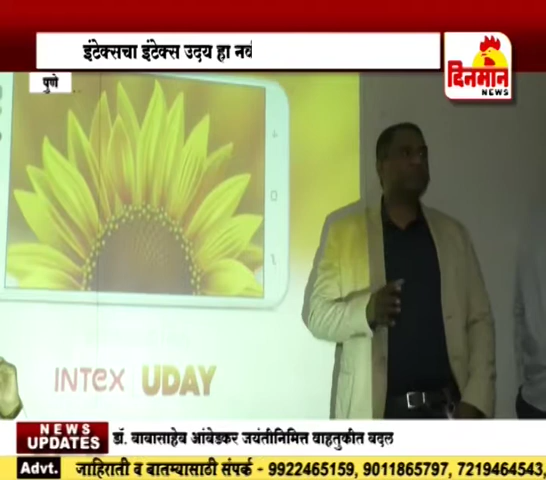 इंटेक्सचा इंटेक्स उदय हा नवी
दिनमान
NEWS
पुणे
INTEX UDAY
NEWS
UPDATES
डॉ. बाबासाहेब आंबेडकर जयंतीनिमित्त वाहतुकीत बदल
Advt.
जाहिराती व बातम्यासाठी संपर्क - 9922465159, 9011865797, 7219464543,